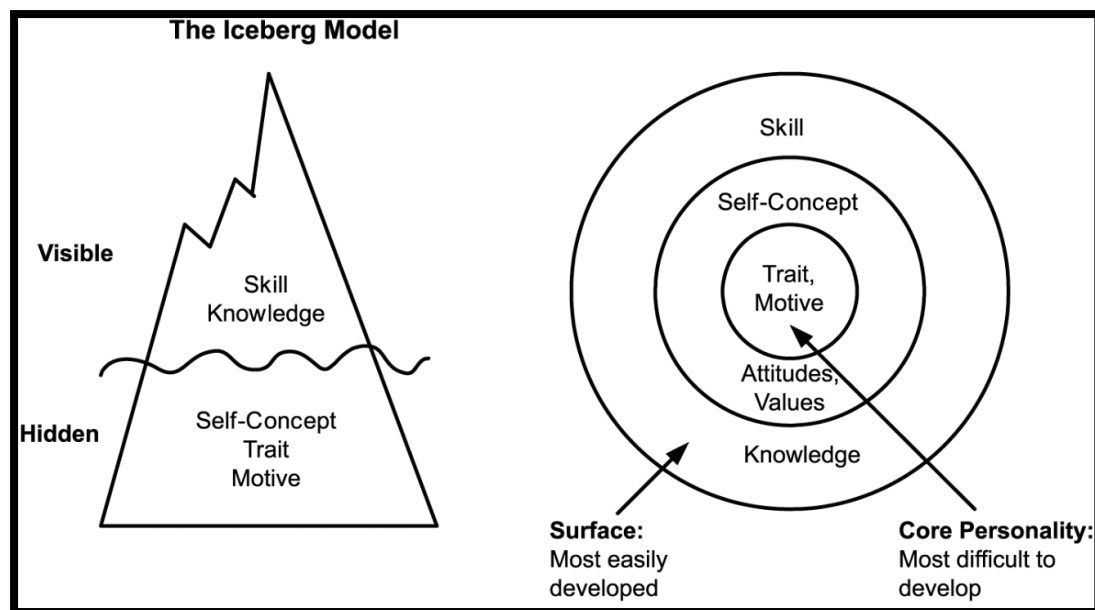 The Iceberg Model
Visible
Skill
Knowledge
Hidden
Self-Concept
Trait
Motive
Skill
Self-Concept
Trait,
Motive
Attitudes,
Values
Knowledge
Surface:
Most easily
developed
Core Personality:
Most difficult to
develop